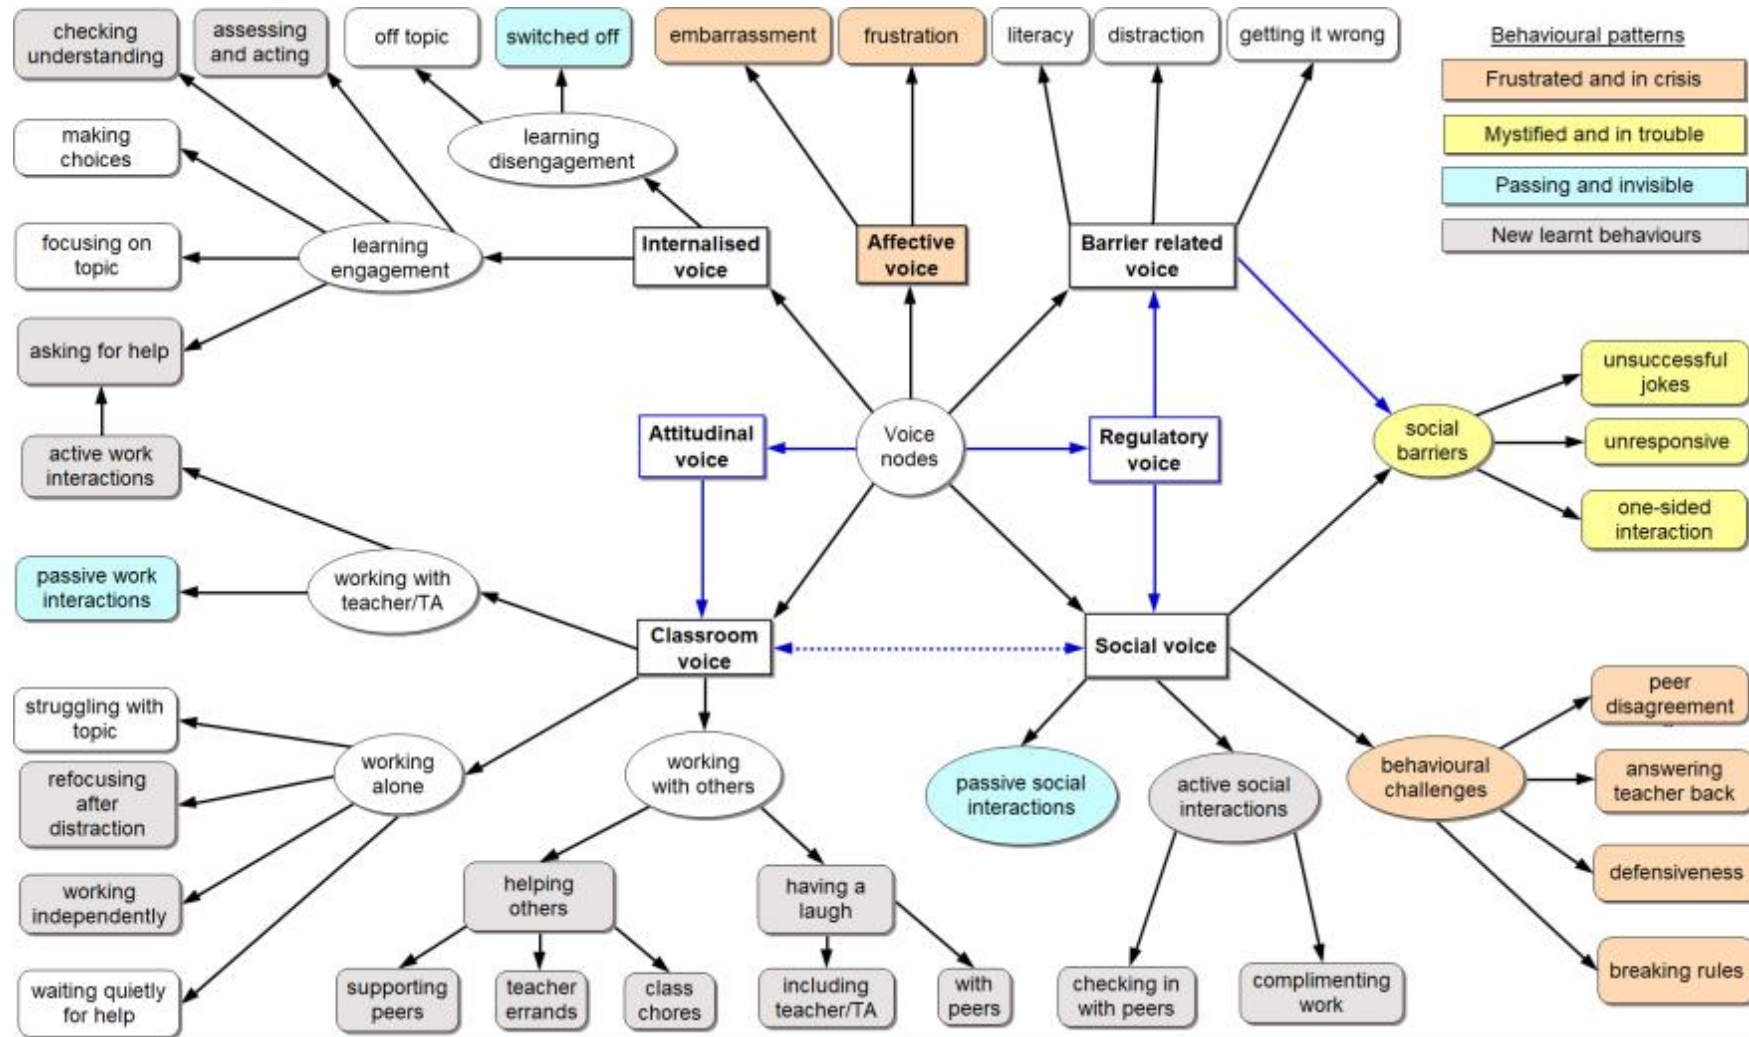 checking
understanding
assessing
and acting
off topic
switched off
embarrassment
frustration
literacy
distraction
getting it wrong
Behavioural patterns
Frustrated and in crisis
Mystified and in trouble
Passing and invisible
New learnt behaviours
making
choices
learning
disengagement
focusing on
topic
learning
engagement
Internalised
voice
Affective
voice
Barrier related
voice
asking for help
active work
interactions
Attitudinal
voice
Voice
nodes
Regulatory
voice
social
barriers
unsuccessful
jokes
unresponsive
one-sided
interaction
passive work
interactions
working with
teacher/TA
Classroom
voice
Social voice
struggling with
topic
refocusing
after
distraction
working
independently
waiting quietly
for help
working
alone
working
with others
passive social
interactions
active social
interactions
behavioural
challenges
peer
disagreement
answering
teacher back
defensiveness
breaking rules
helping
others
having a
laugh
supporting
peers
teacher
errands
class
chores
including
teacher/TA
with
peers
checking in
with peers
complimenting
work